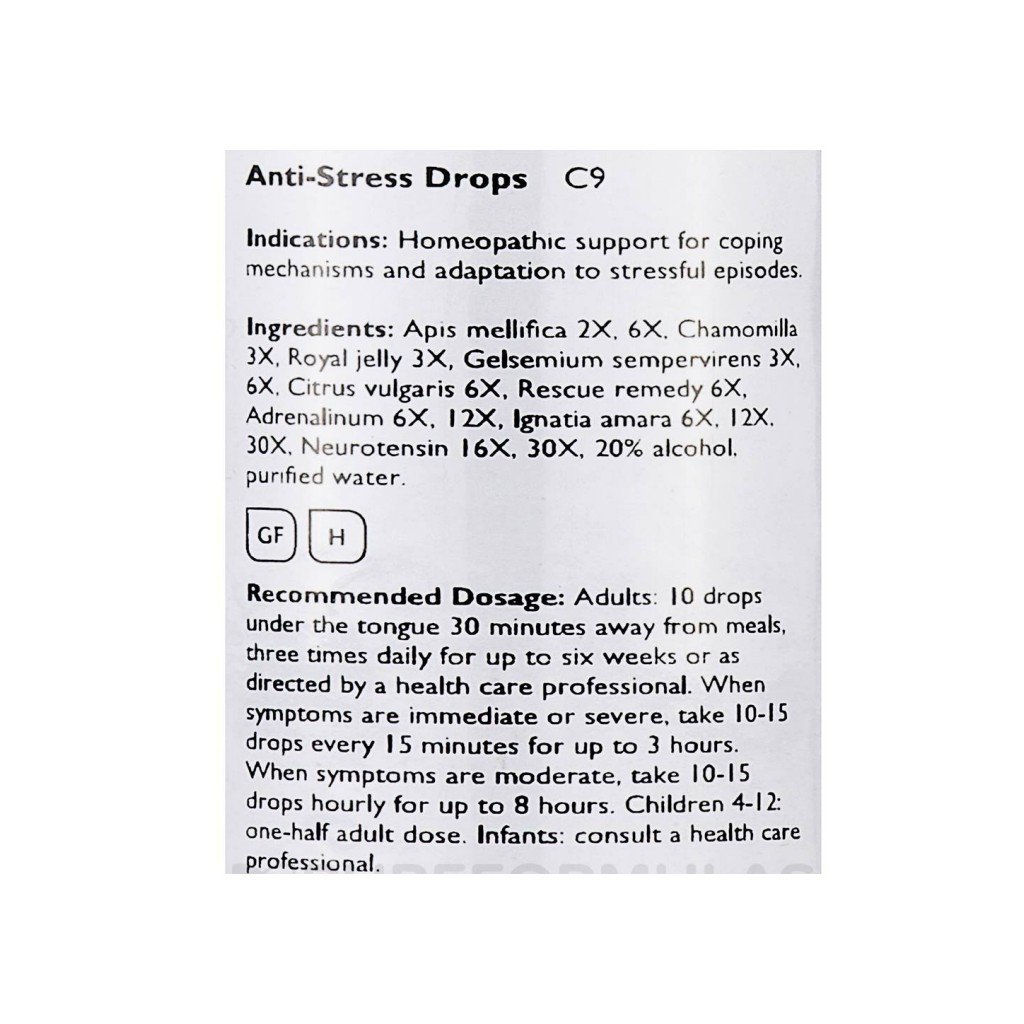 Anti-Stress Drops C9
Indications: Homeopathic support for coping
mechanisms and adaptation to stressful episodes.
Ingredients: Apis mellifica 2X, 6X, Chamomilla
3X, Royal jelly 3X, Gelsemium sempervirens 3X,
6X, Citrus vulgaris 6X, Rescue remedy 6X,
Adrenalinum 6X, 12X, Ignatia amara 6X, 12X,
30X, Neurotensin 16X, 30X, 20% alcohol,
purified water.
GF H
Recommended Dosage: Adults: 10 drops
under the tongue 30 minutes away from meals,
three times daily for up to six weeks or as
directed by a health care professional. When
symptoms are immediate or severe, take 10-15
drops every 15 minutes for up to 3 hours.
When symptoms are moderate, take 10-15
drops hourly for up to 8 hours. Children 4-12:
one-half adult dose. Infants: consult a health care
professional.